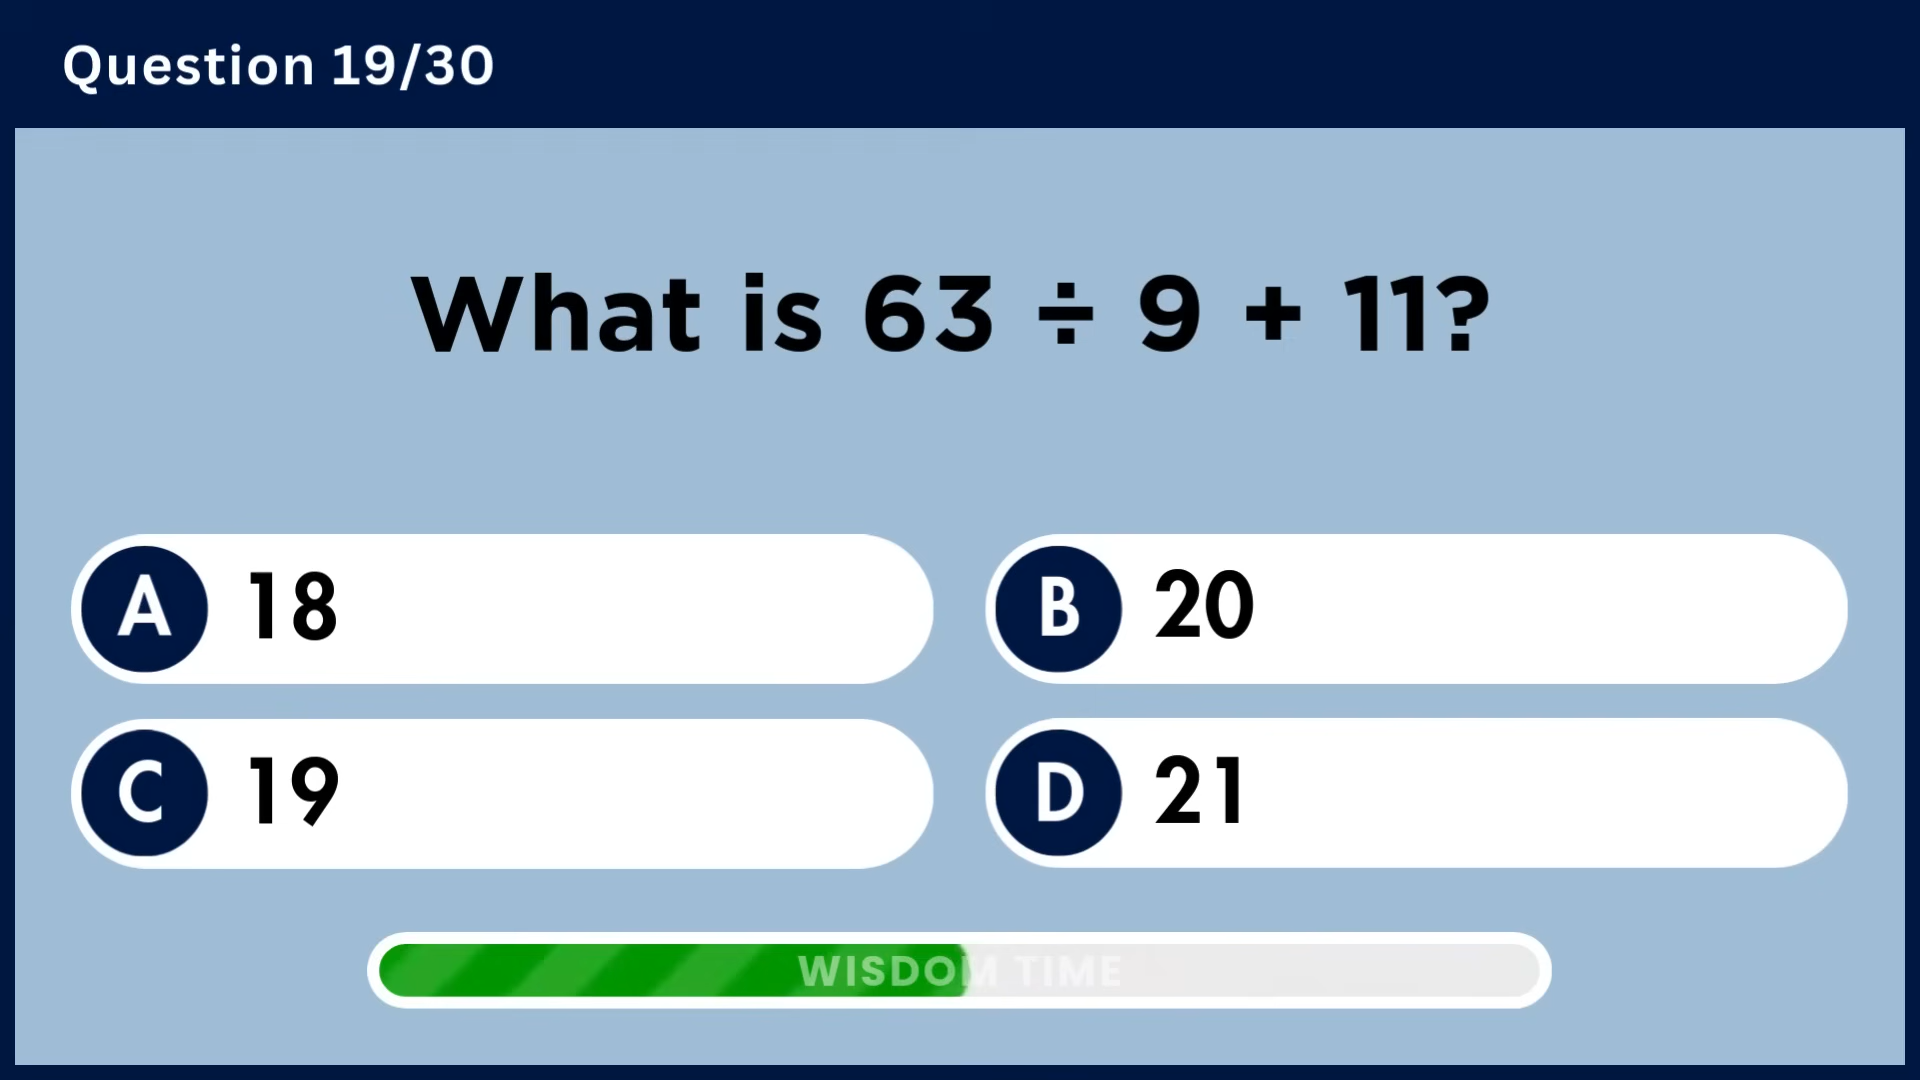 Question 19/30
What is 63 ÷ 9 + 11?
A 18
B 20
C 19
D 21
WISDOM TIME